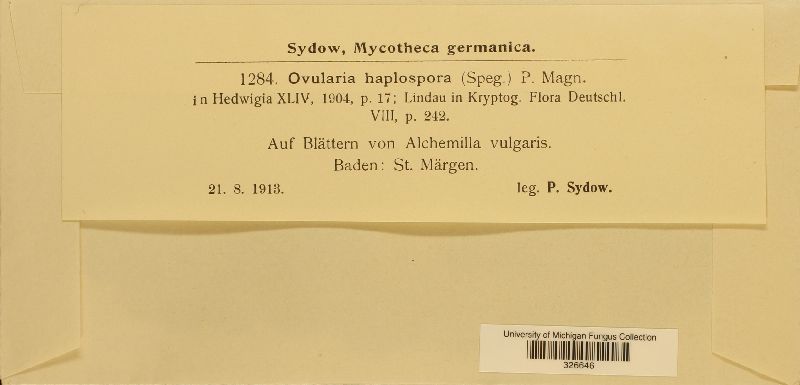 Sydow, Mycotheca germanica.
1284. Ovularia haplospora (Speg.) P. Magn.
in Hedwigia XLIV, 1904, p. 17; Lindau in Kryptog. Flora Deutschl.
VIII, p. 242.
Auf Blättern von Alchemilla vulgaris.
Baden: St. Märgen.
21. 8. 1913. leg. P. Sydow.
University of Michigan Fungus Collection
326646